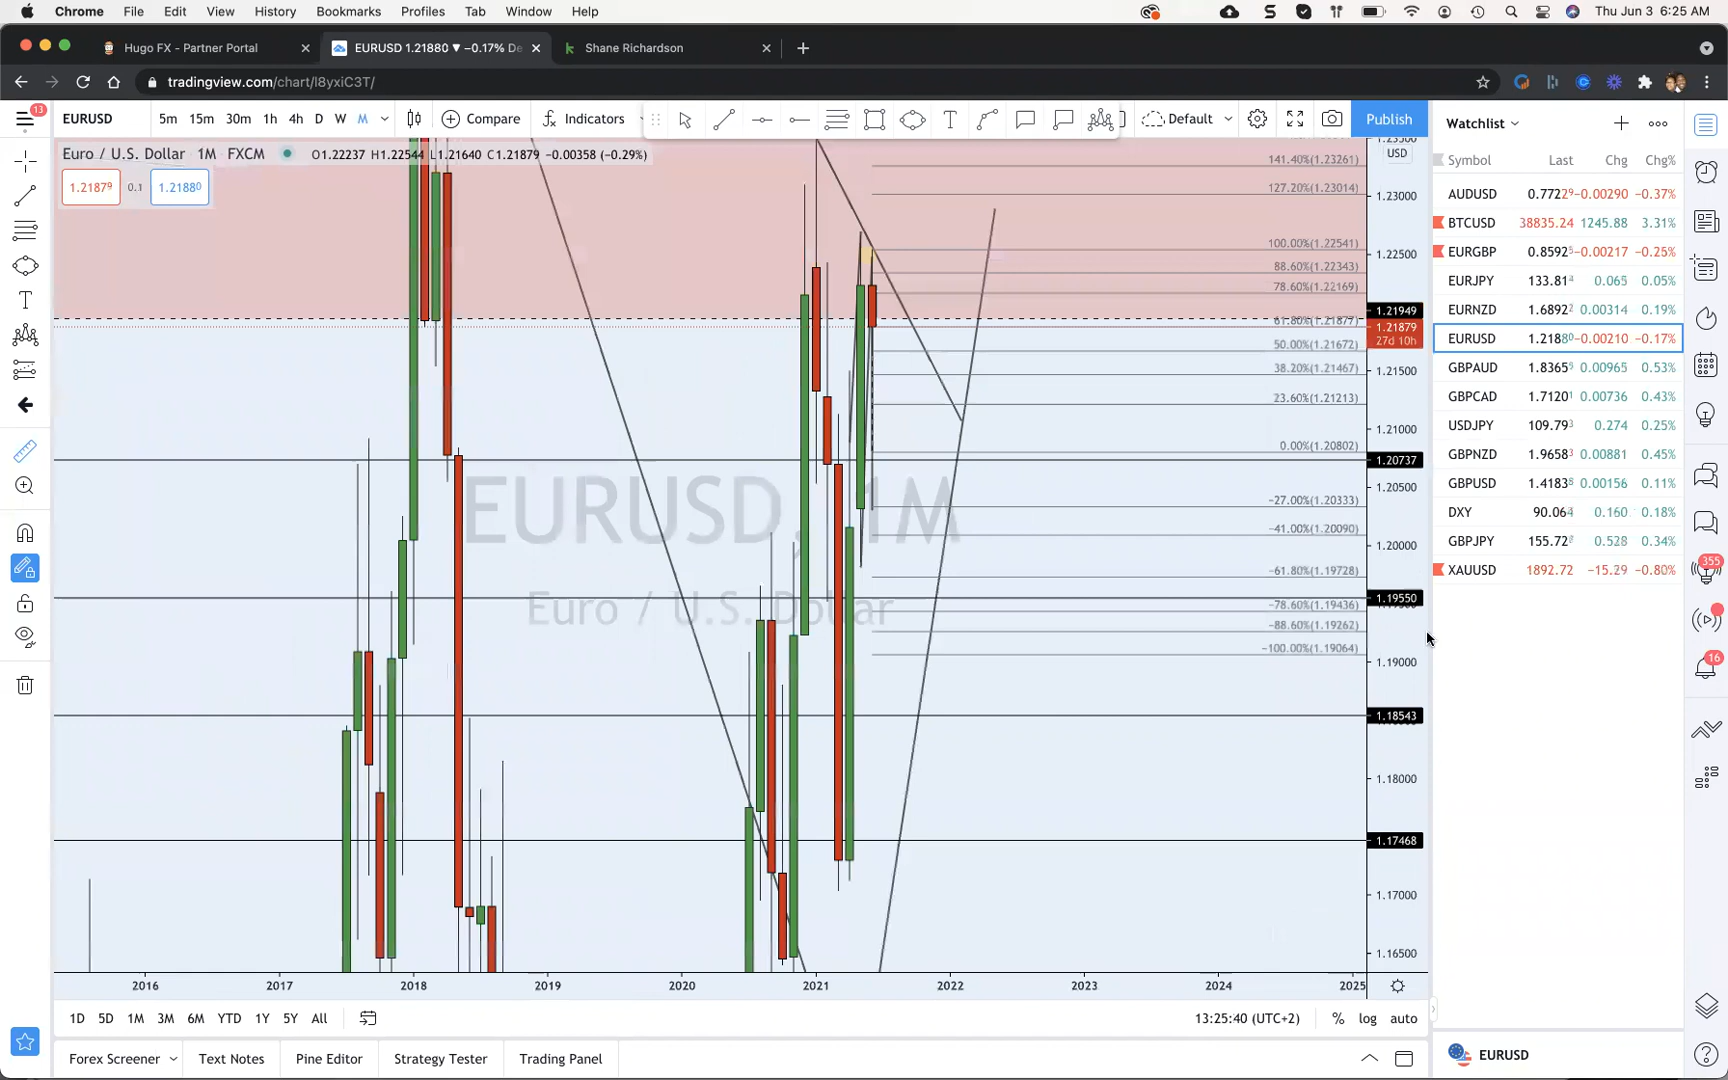 Chrome File Edit View History Bookmarks Profiles Tab Window Help Thu Jun 3 6:25 AM
Hugo FX - Partner Portal EURUSD 1.21880 ▼ −0.17% De Shane Richardson
tradingview.com/chart/l8yxiC3T/
13 EURUSD 5m 15m 30m 1h 4h D W M Compare Indicators Default Publish
Watchlist
Euro / U.S. Dollar 1M FXCM O1.22237 H1.22544 L1.21640 C1.21879 −0.00358 (−0.29%)
USD
1.21879 0.1 1.21880
Symbol Last Chg Chg%
AUDUSD 0.77229 −0.00290 −0.37%
BTCUSD 38835.24 1245.88 3.31%
EURGBP 0.85925 −0.00217 −0.25%
EURJPY 133.814 0.065 0.05%
EURNZD 1.68922 0.00314 0.19%
EURUSD 1.21880 −0.00210 −0.17%
GBPAUD 1.83659 0.00965 0.53%
GBPCAD 1.71201 0.00736 0.43%
USDJPY 109.793 0.274 0.25%
GBPNZD 1.96583 0.00881 0.45%
GBPUSD 1.41838 0.00156 0.11%
DXY 90.064 0.160 0.18%
GBPJPY 155.728 0.528 0.34%
XAUUSD 1892.72 −15.29 −0.80%
141.40%(1.23261)
127.20%(1.23014)
100.00%(1.22541)
88.60%(1.22343)
78.60%(1.22169)
61.80%(1.21877)
50.00%(1.21672)
38.20%(1.21467)
23.60%(1.21213)
0.00%(1.20802)
−27.00%(1.20333)
−41.00%(1.20090)
−61.80%(1.19728)
−78.60%(1.19436)
−88.60%(1.19262)
−100.00%(1.19064)
1.23000
1.22500
1.21949
1.21879
27d 10h
1.21500
1.21000
1.20737
1.20500
1.20000
1.19550
1.19000
1.18543
1.18000
1.17468
1.17000
1.16500
EURUSD, 1M
Euro / U.S. Dollar
355
16
2016 2017 2018 2019 2020 2021 2022 2023 2024 2025
1D 5D 1M 3M 6M YTD 1Y 5Y All 13:25:40 (UTC+2) % log auto
Forex Screener Text Notes Pine Editor Strategy Tester Trading Panel
EURUSD